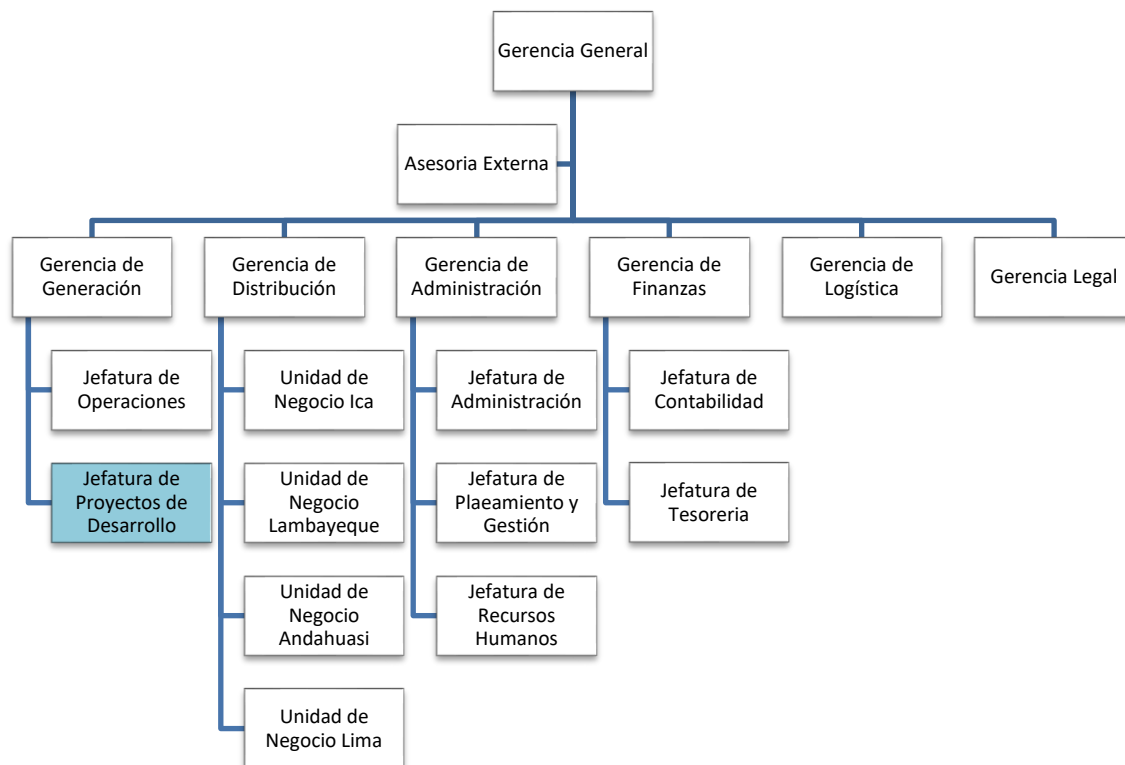 Gerencia General
Asesoria Externa
Gerencia de
Generación
Gerencia de
Distribución
Gerencia de
Administración
Gerencia de
Finanzas
Gerencia de
Logística
Gerencia Legal
Jefatura de
Operaciones
Jefatura de
Proyectos de
Desarrollo
Unidad de
Negocio Ica
Unidad de
Negocio
Lambayeque
Unidad de
Negocio
Andahuasi
Unidad de
Negocio Lima
Jefatura de
Administración
Jefatura de
Plaeamiento y
Gestión
Jefatura de
Recursos
Humanos
Jefatura de
Contabilidad
Jefatura de
Tesoreria